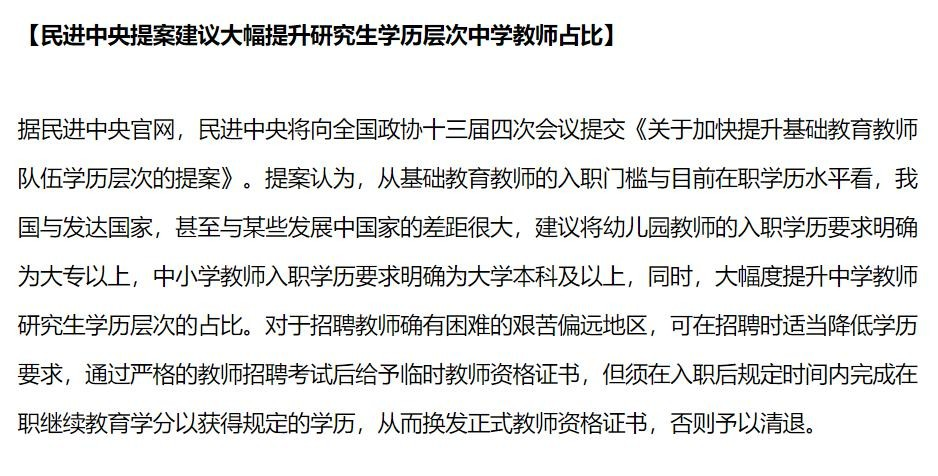 【民进中央提案建议大幅提升研究生学历层次中学教师占比】
据民进中央官网，民进中央将向全国政协十三届四次会议提交《关于加快提升基础教育教师
队伍学历层次的提案》。提案认为，从基础教育教师的入职门槛与目前在职学历水平看，我
国与发达国家，甚至与某些发展中国家的差距很大，建议将幼儿园教师的入职学历要求明确
为大专以上，中小学教师入职学历要求明确为大学本科及以上，同时，大幅度提升中学教师
研究生学历层次的占比。对于招聘教师确有困难的艰苦偏远地区，可在招聘时适当降低学历
要求，通过严格的教师招聘考试后给予临时教师资格证书，但须在入职后规定时间内完成在
职继续教育学分以获得规定的学历，从而换发正式教师资格证书，否则予以清退。